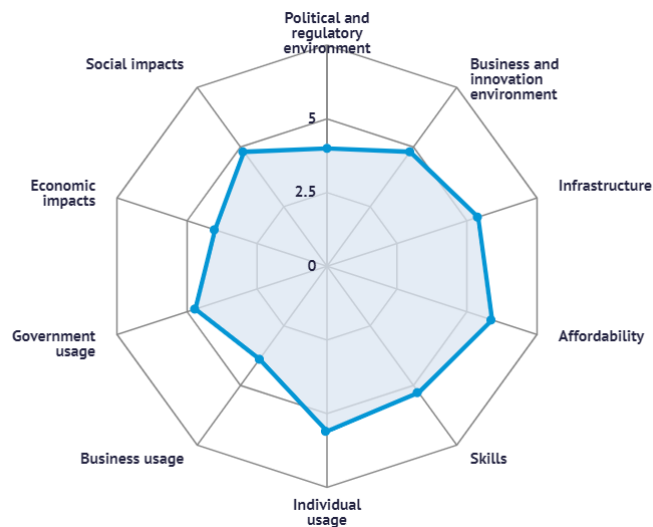 Political and
regulatory
environment
Social impacts
Business and
innovation
environment
5
Economic
impacts
Infrastructure
2.5
0
Government
usage
Affordability
Business usage
Skills
Individual
usage